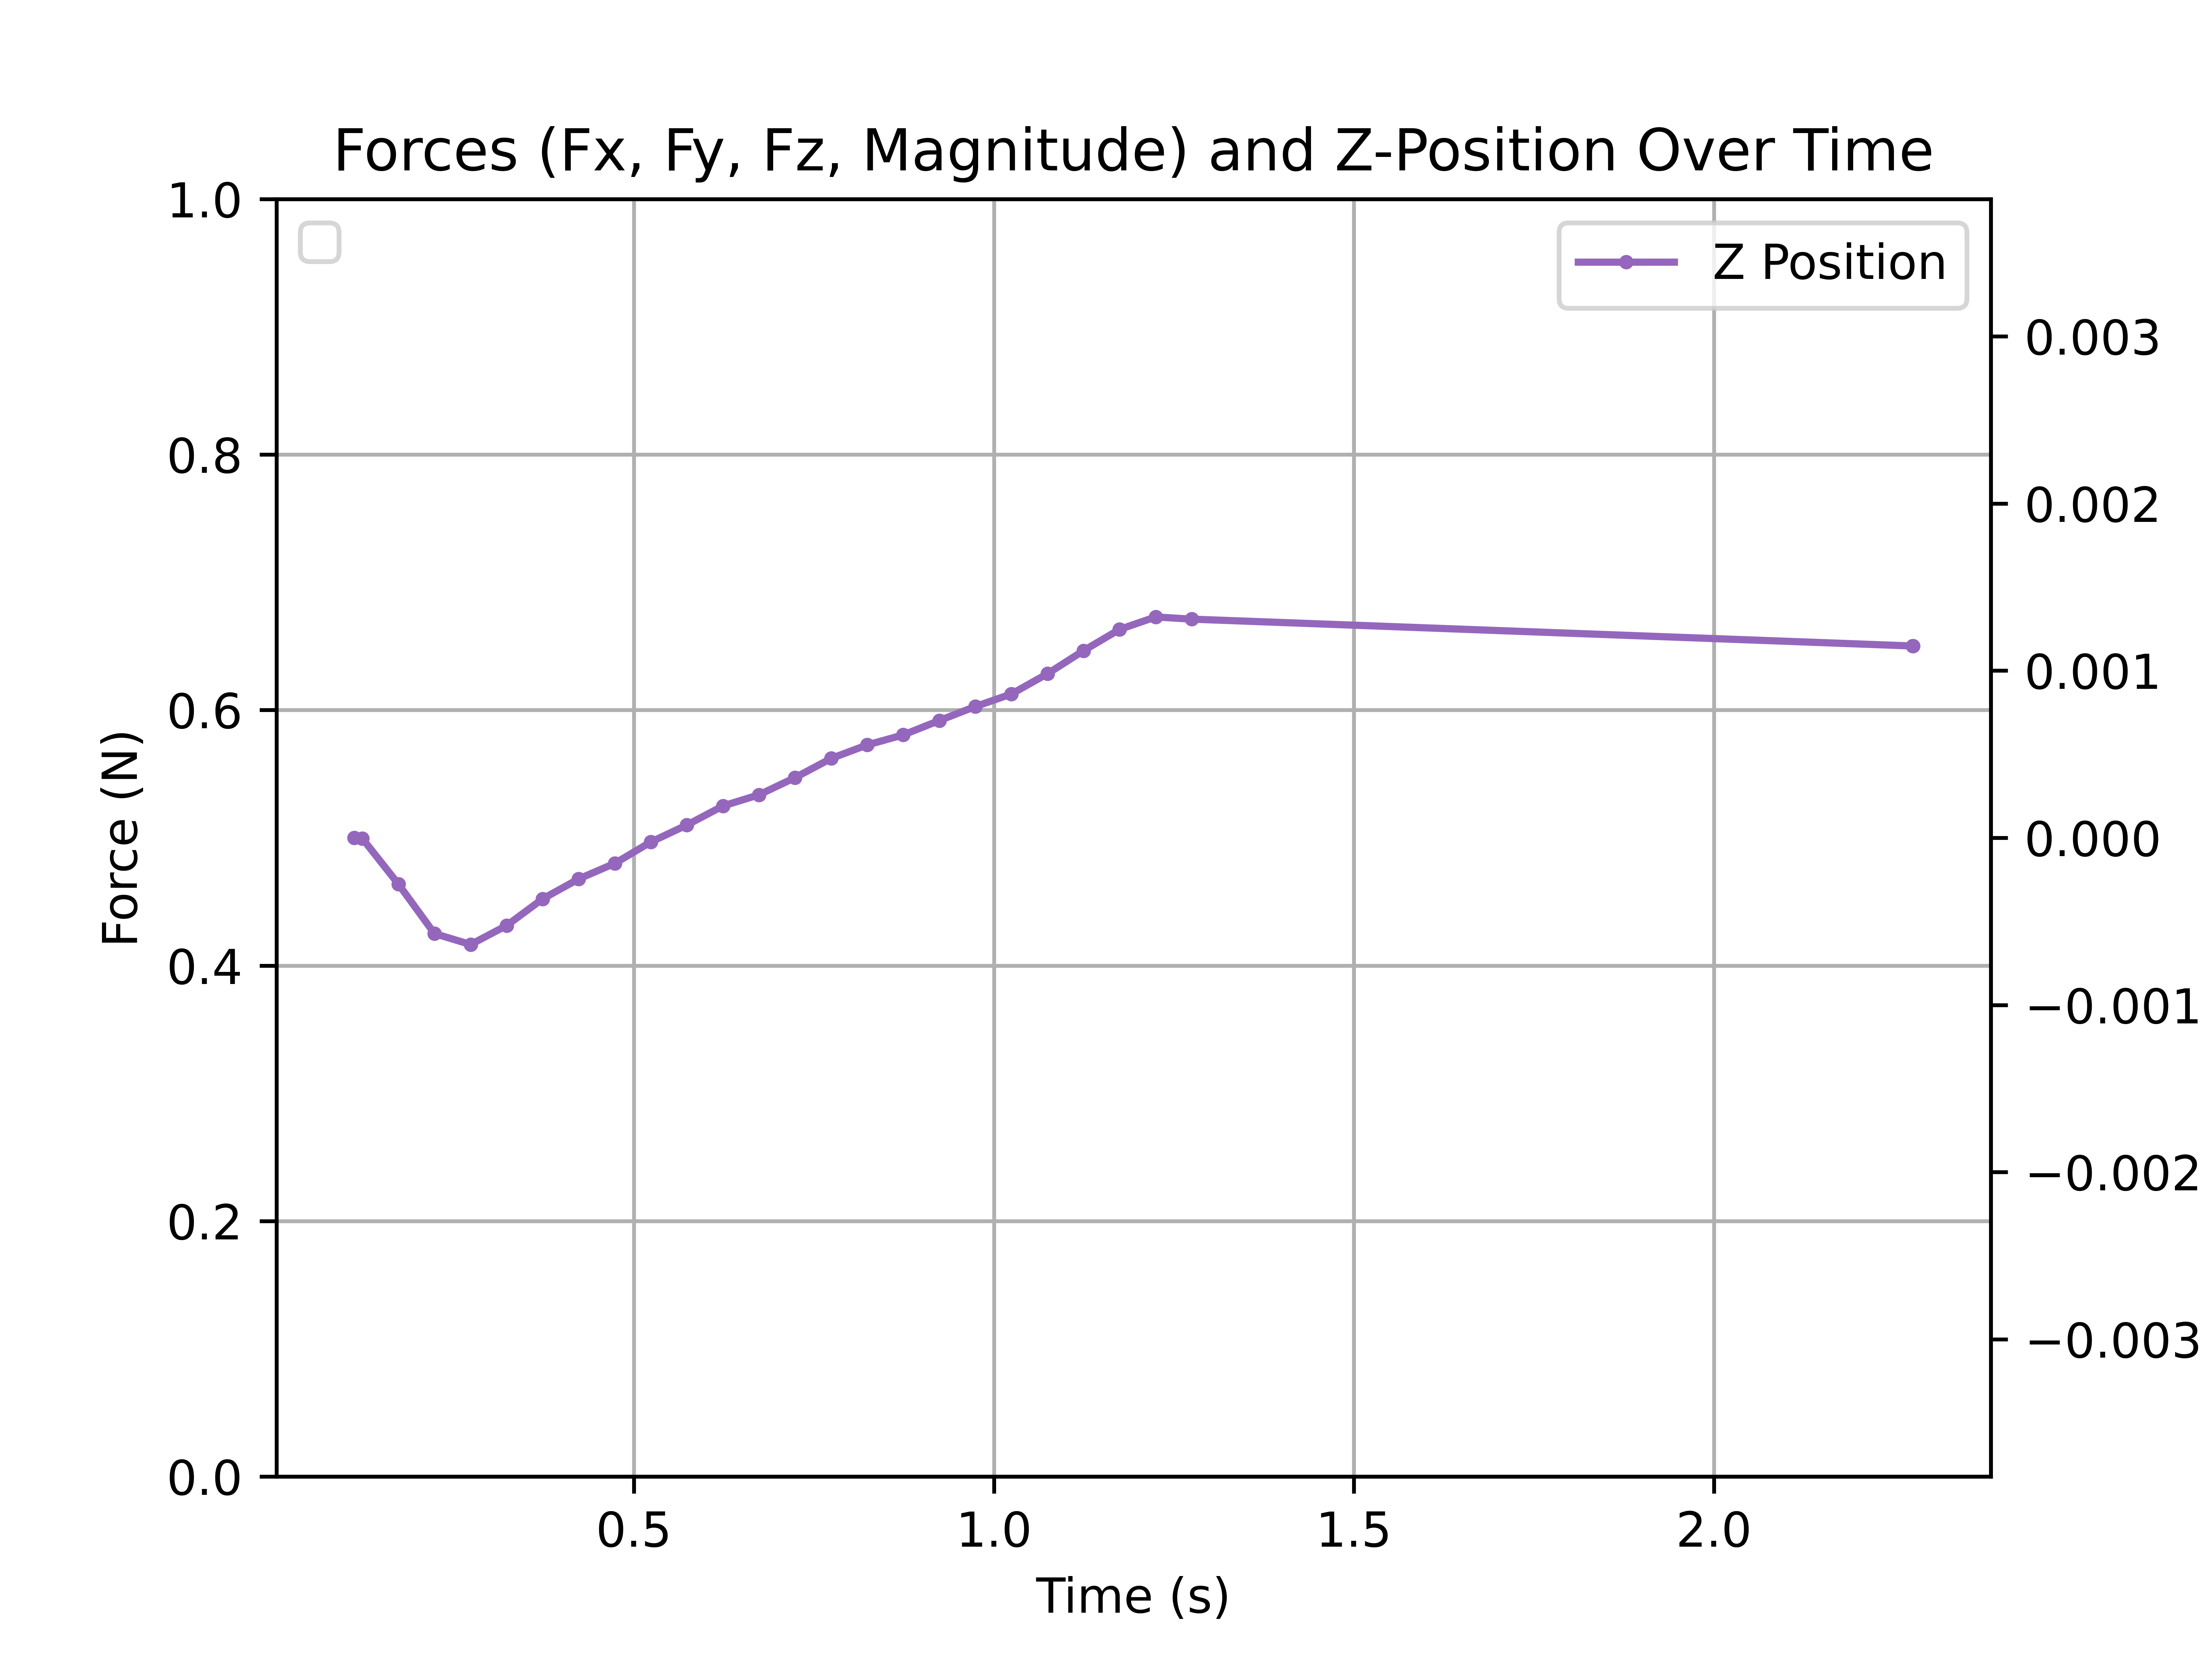 Forces (Fx, Fy, Fz, Magnitude) and Z-Position Over Time
Z Position
1.0
0.8
0.6
0.4
0.2
0.0
Force (N)
0.003
0.002
0.001
0.000
−0.001
−0.002
−0.003
0.5 1.0 1.5 2.0
Time (s)